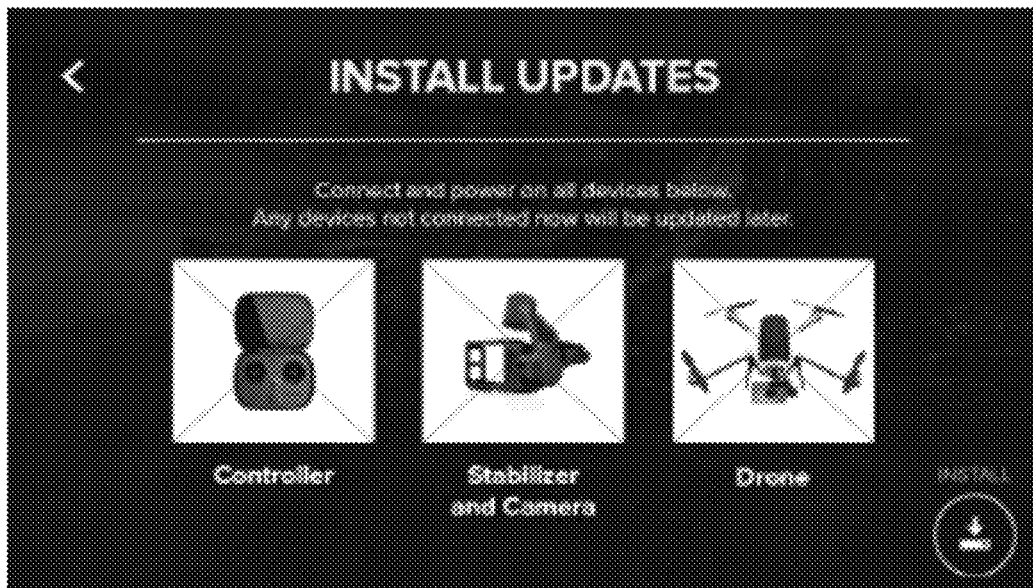 INSTALL UPDATES
Connect and power on all devices below.
Any devices not connected now will be updated later.
Controller
Stabilizer
and Camera
Drone
INSTALL